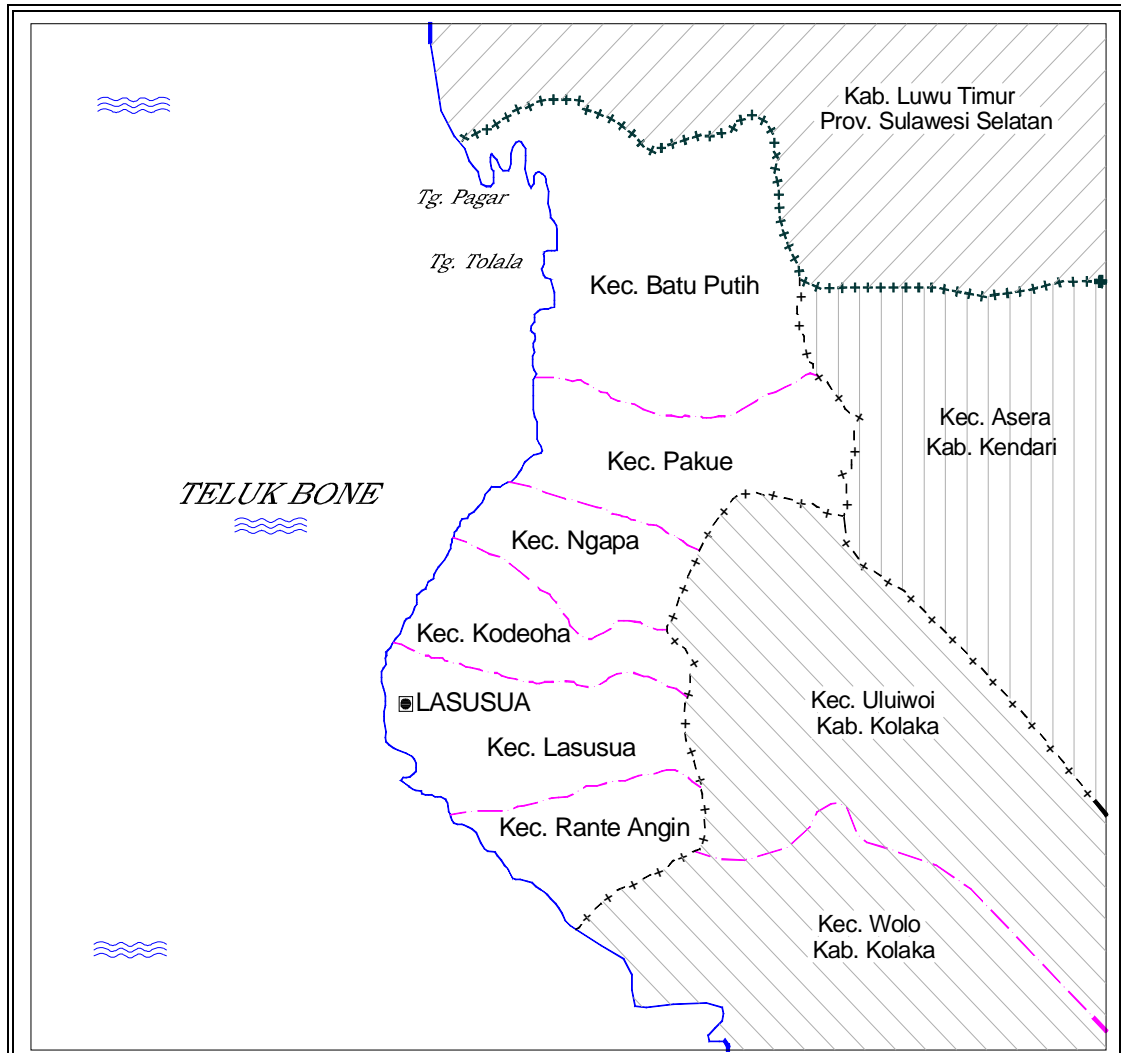 Kab. Luwu Timur
Prov. Sulawesi Selatan
Tg. Pagar
Tg. Tolala
Kec. Batu Putih
Kec. Asera
Kab. Kendari
Kec. Pakue
TELUK BONE
Kec. Ngapa
Kec. Kodeoha
LASUSUA
Kec. Uluiwoi
Kab. Kolaka
Kec. Lasusua
Kec. Rante Angin
Kec. Wolo
Kab. Kolaka